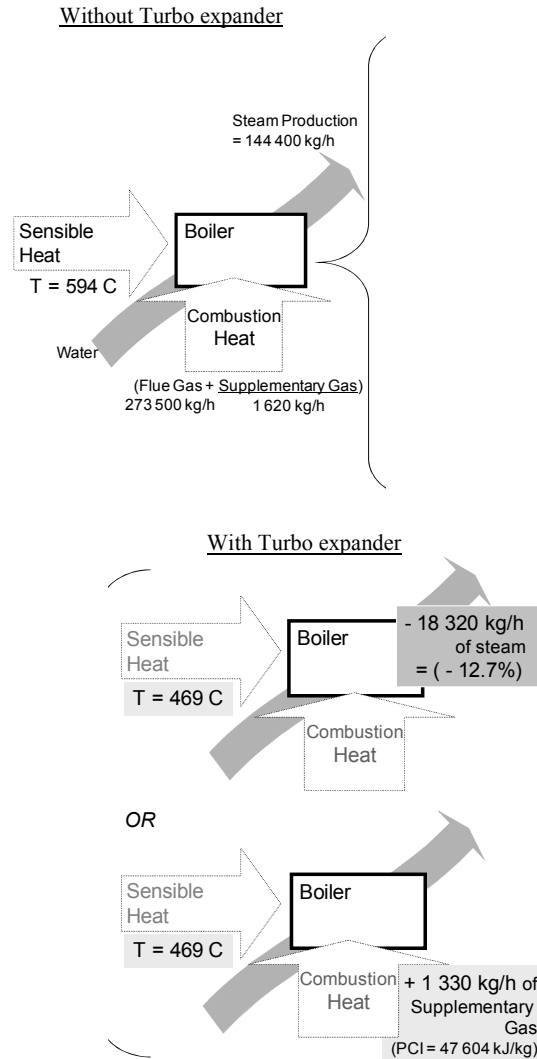 Without Turbo expander
Steam Production
= 144 400 kg/h
Sensible
Heat
T = 594 C
Boiler
Combustion
Heat
Water
(Flue Gas + Supplementary Gas)
273 500 kg/h 1 620 kg/h
With Turbo expander
Sensible
Heat
T = 469 C
Boiler
- 18 320 kg/h
of steam
= ( - 12.7%)
Combustion
Heat
OR
Sensible
Heat
T = 469 C
Boiler
Combustion
Heat
+ 1 330 kg/h of
Supplementary
Gas
(PCI = 47 604 kJ/kg)